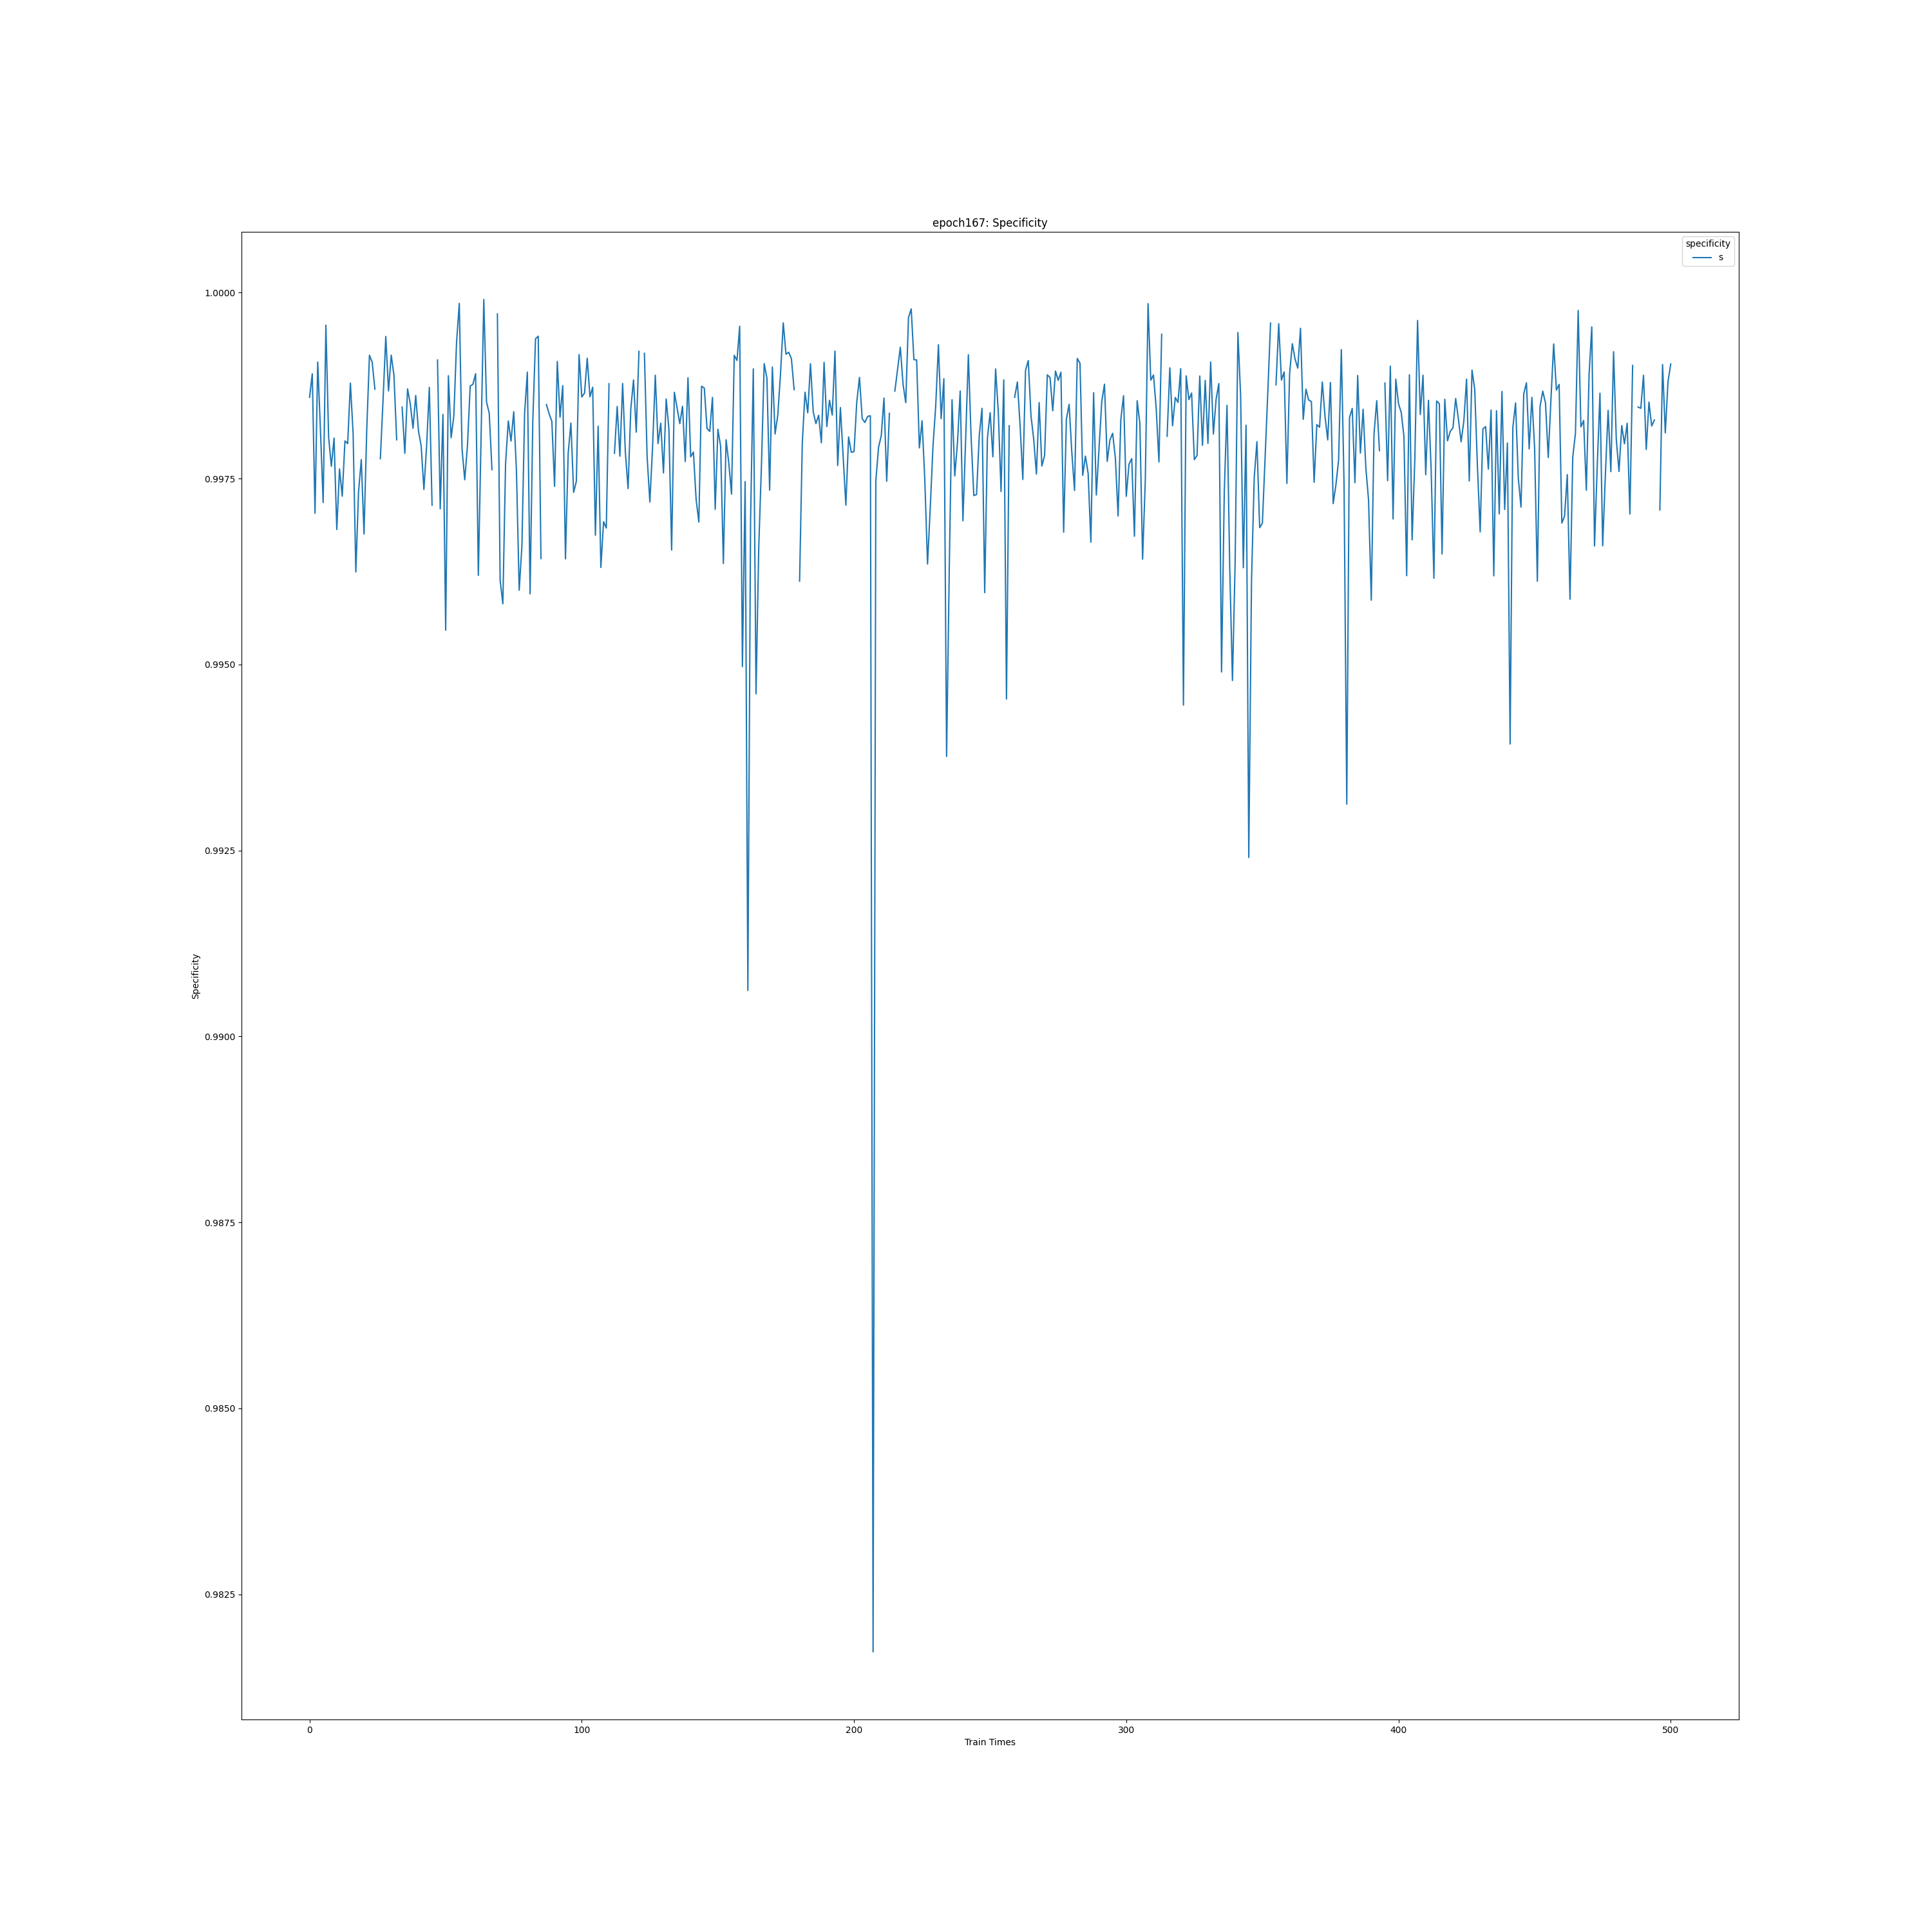 epoch167: Specificity
specificity
s
1.0000
0.9975
0.9950
0.9925
0.9900
0.9875
0.9850
0.9825
Specificity
0 100 200 300 400 500
Train Times